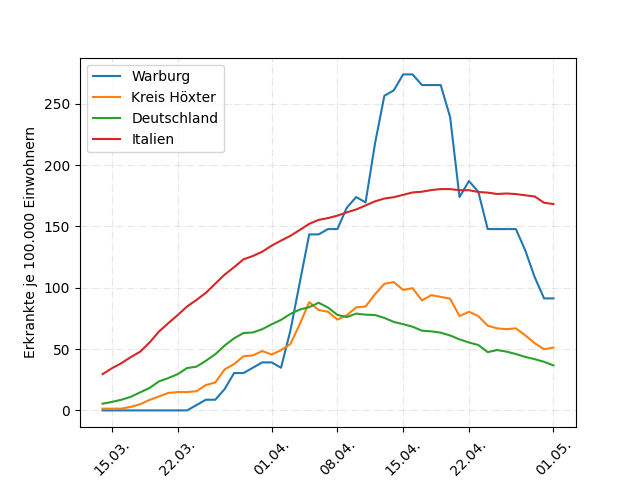 Warburg
Kreis Höxter
Deutschland
Italien
Erkrankte je 100.000 Einwohnern
250
200
150
100
50
0
15.03.
22.03.
01.04.
08.04.
15.04.
22.04.
01.05.